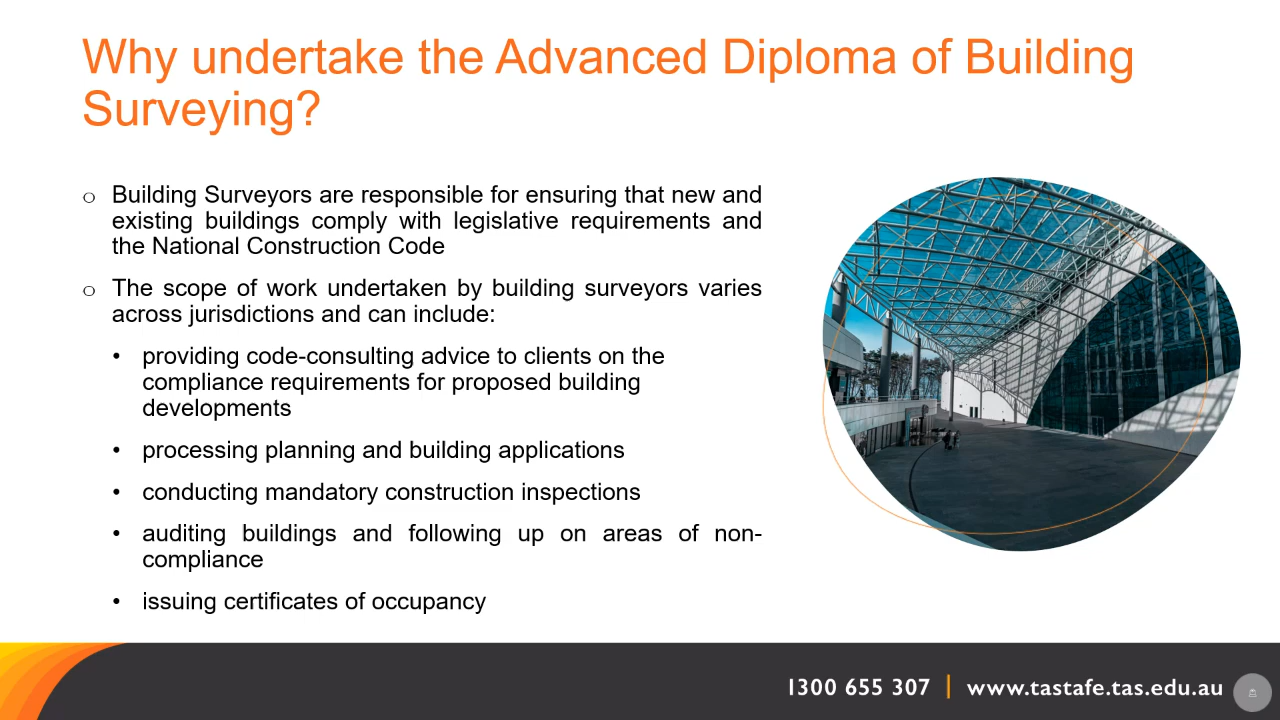 Why undertake the Advanced Diploma of Building
Surveying?
Building Surveyors are responsible for ensuring that new and
existing buildings comply with legislative requirements and
the National Construction Code
The scope of work undertaken by building surveyors varies
across jurisdictions and can include:
• providing code-consulting advice to clients on the
compliance requirements for proposed building
developments
• processing planning and building applications
• conducting mandatory construction inspections
• auditing buildings and following up on areas of non-
compliance
• issuing certificates of occupancy
1300 655 307 | www.tastafe.tas.edu.au